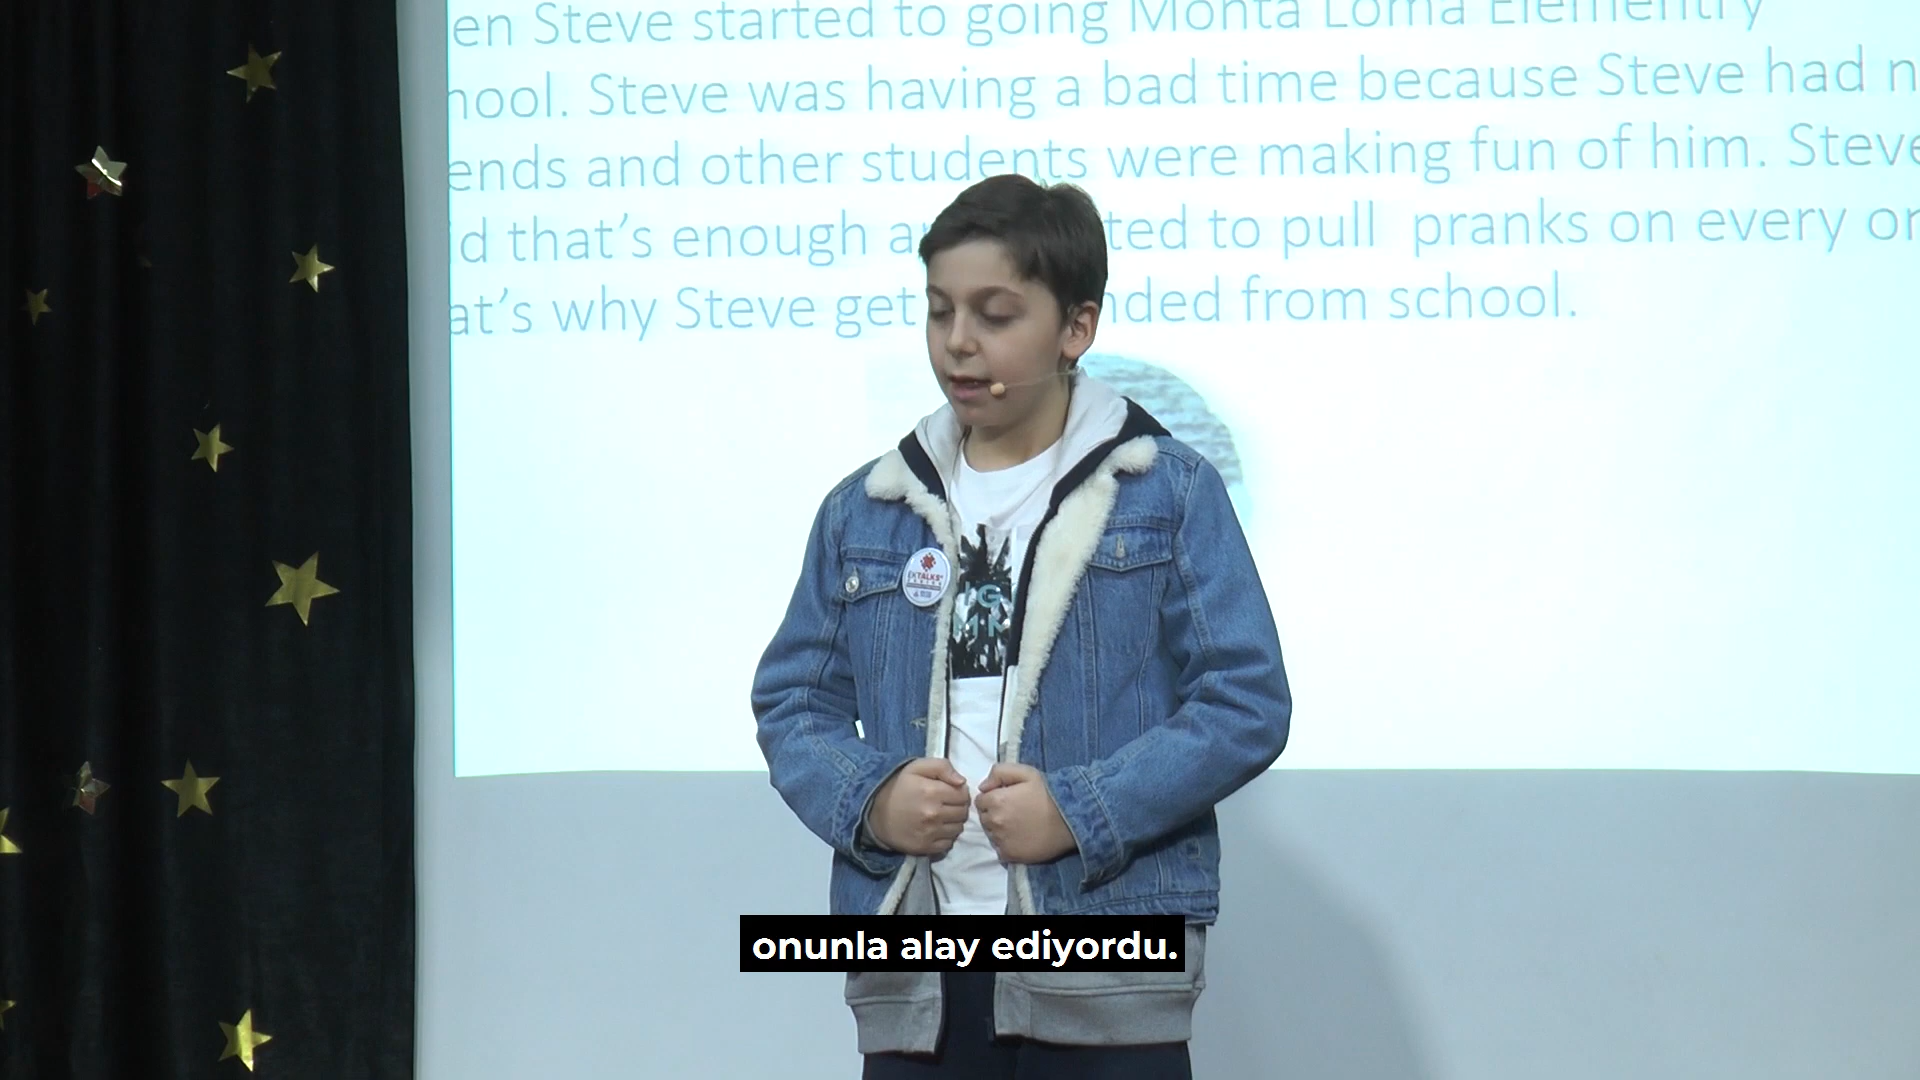 en Steve started to going Monta Loma Elementry
hool. Steve was having a bad time because Steve had n
ends and other students were making fun of him. Steve
'd that's enough a ted to pull pranks on every or
at's why Steve get nded from school.
TALKS
onunla alay ediyordu.